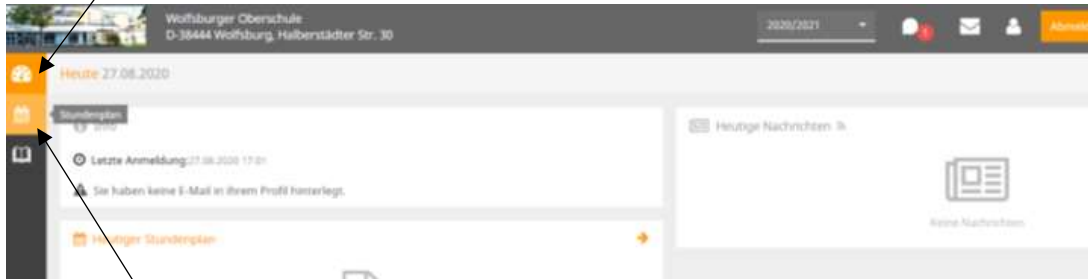 Wolfsburger Oberschule
D-38444 Wolfsburg, Halberstädter Str. 30
2020/2021
Heute 27.08.2020
Stundenplan
Info
Letzte Anmeldung:27.08.2020 17:01
Sie haben keine E-Mail in ihrem Profil hinterlegt.
Heutiger Stundenplan
Heutige Nachrichten
Keine Nachrichten